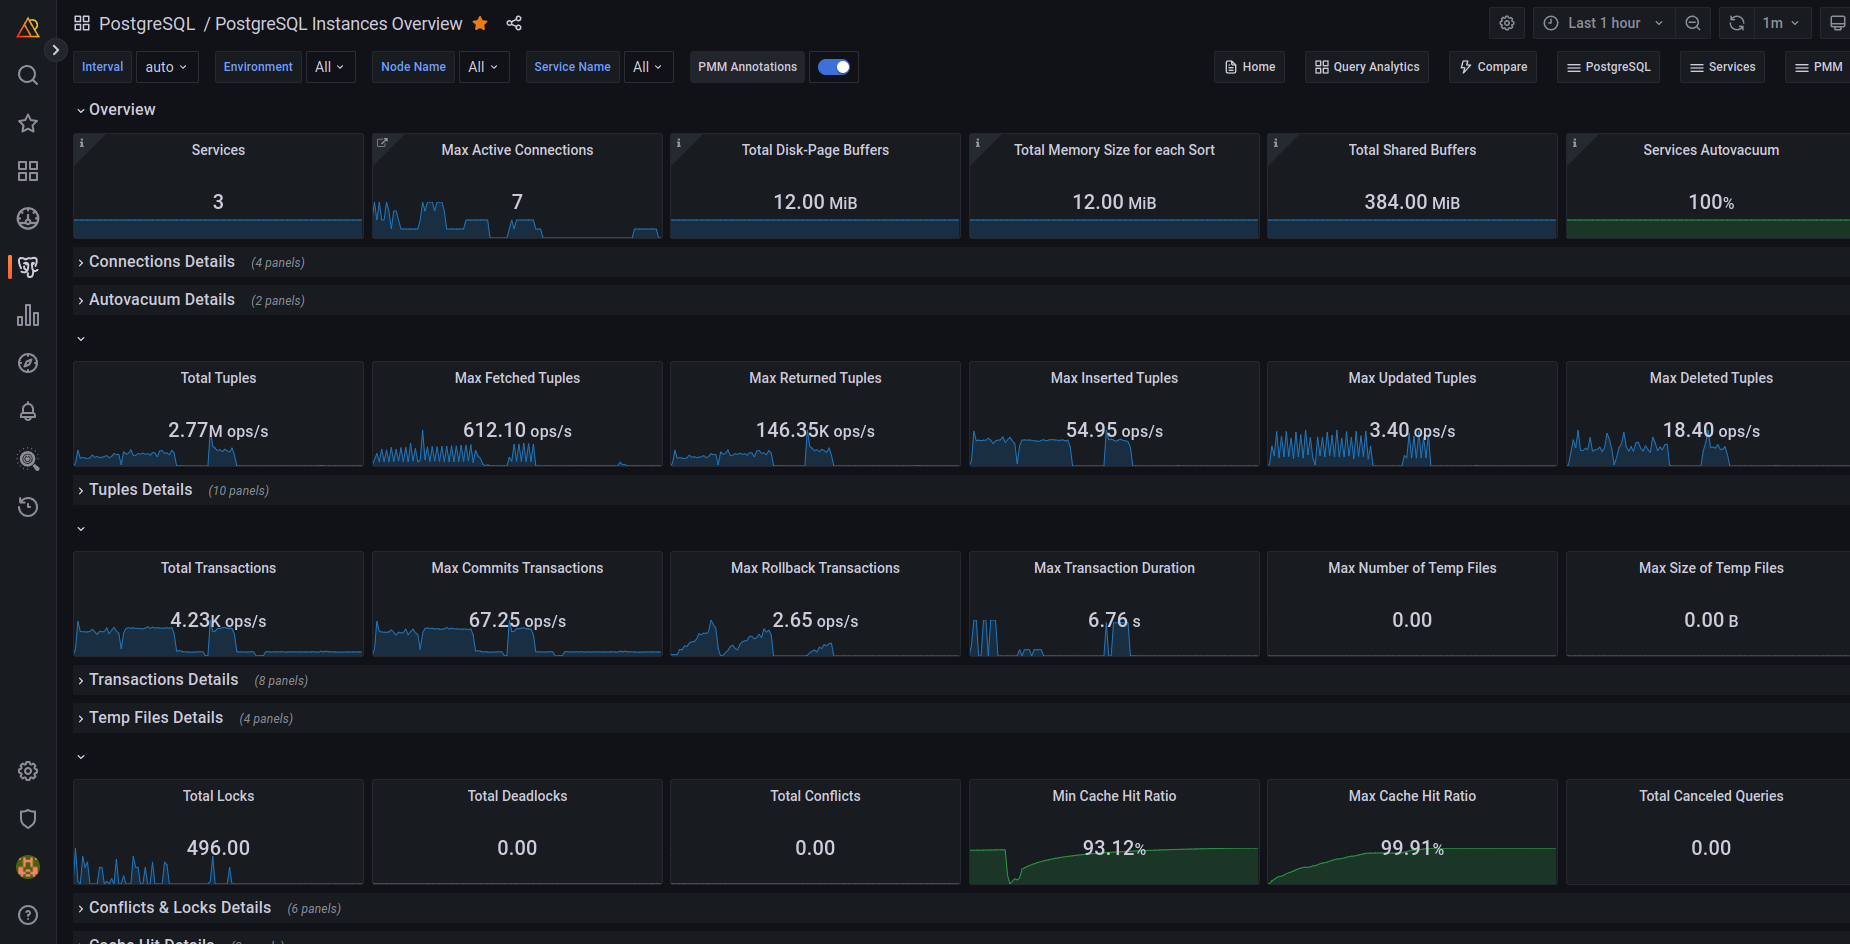 PostgreSQL / PostgreSQL Instances Overview
Last 1 hour
1m
Interval auto Environment All Node Name All Service Name All PMM Annotations
Home Query Analytics Compare PostgreSQL Services PMM
Overview
Services
3
Max Active Connections
7
Total Disk-Page Buffers
12.00 MiB
Total Memory Size for each Sort
12.00 MiB
Total Shared Buffers
384.00 MiB
Services Autovacuum
100%
Connections Details (4 panels)
Autovacuum Details (2 panels)
Total Tuples
2.77M ops/s
Max Fetched Tuples
612.10 ops/s
Max Returned Tuples
146.35K ops/s
Max Inserted Tuples
54.95 ops/s
Max Updated Tuples
3.40 ops/s
Max Deleted Tuples
18.40 ops/s
Tuples Details (10 panels)
Total Transactions
4.23K ops/s
Max Commits Transactions
67.25 ops/s
Max Rollback Transactions
2.65 ops/s
Max Transaction Duration
6.76 s
Max Number of Temp Files
0.00
Max Size of Temp Files
0.00 B
Transactions Details (8 panels)
Temp Files Details (4 panels)
Total Locks
496.00
Total Deadlocks
0.00
Total Conflicts
0.00
Min Cache Hit Ratio
93.12%
Max Cache Hit Ratio
99.91%
Total Canceled Queries
0.00
Conflicts & Locks Details (6 panels)
Cache Hit Details